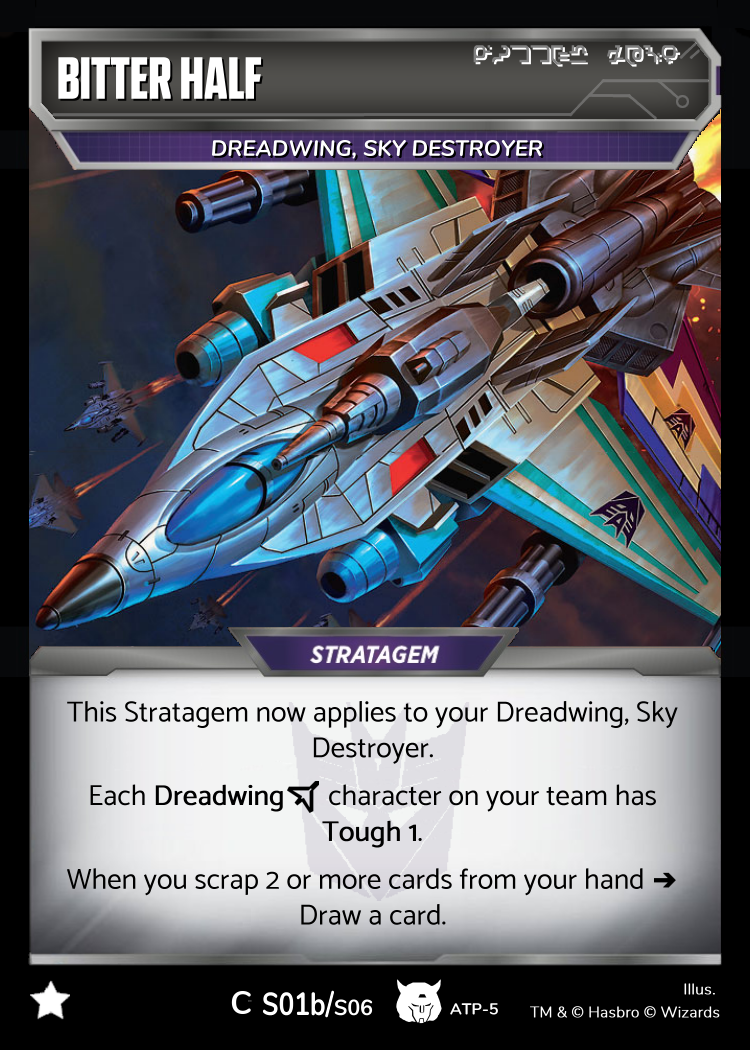 BITTER HALF
DREADWING, SKY DESTROYER
STRATAGEM
This Stratagem now applies to your Dreadwing, Sky
Destroyer.
Each Dreadwing character on your team has
Tough 1.
When you scrap 2 or more cards from your hand ➔
Draw a card.
C S01b/S06 ATP-5
Illus.
TM & © Hasbro © Wizards